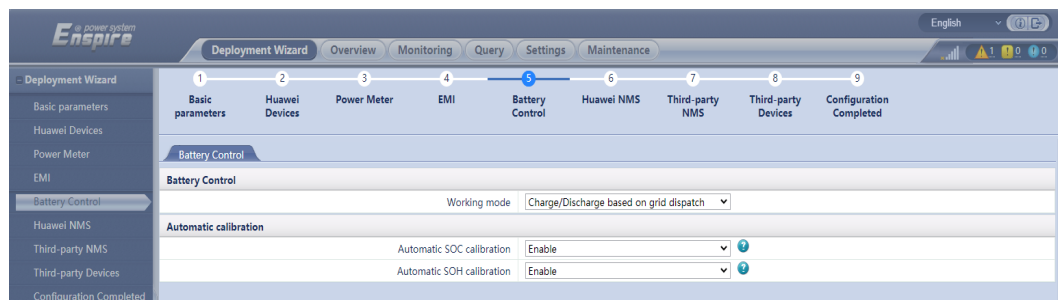 e power system
Enspire
English
Deployment Wizard Overview Monitoring Query Settings Maintenance
1 0 0
Deployment Wizard
Basic parameters
Huawei Devices
Power Meter
EMI
Battery Control
Huawei NMS
Third-party NMS
Third-party Devices
Configuration Completed
1 2 3 4 5 6 7 8 9
Basic parameters
Huawei Devices
Power Meter
EMI
Battery Control
Huawei NMS
Third-party NMS
Third-party Devices
Configuration Completed
Battery Control
Battery Control
Working mode Charge/Discharge based on grid dispatch
Automatic calibration
Automatic SOC calibration Enable
Automatic SOH calibration Enable